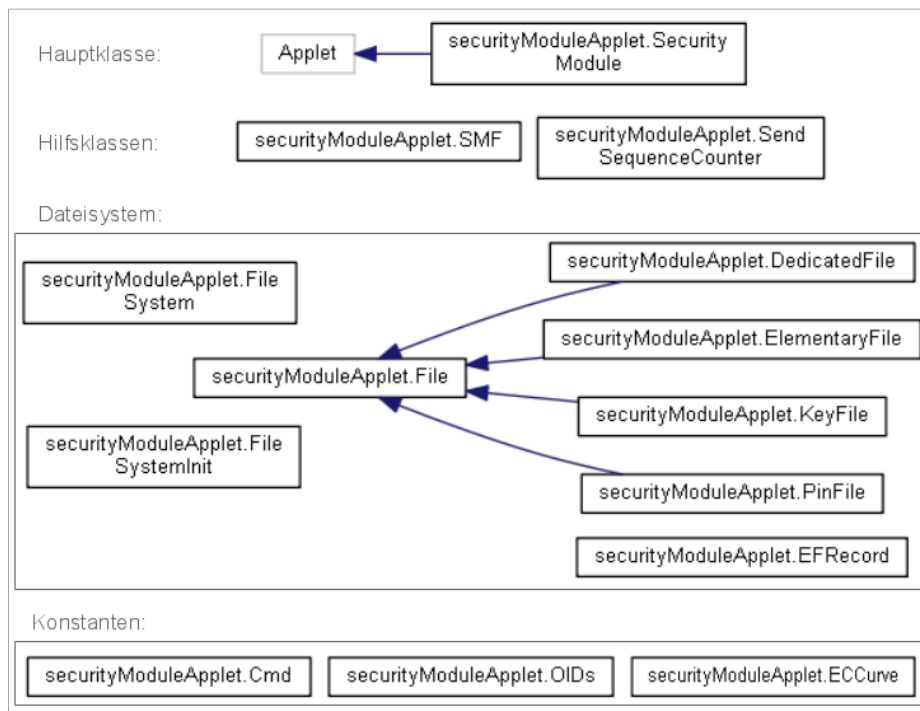 Hauptklasse:
Applet
securityModuleApplet.Security
Module
Hilfsklassen:
securityModuleApplet.SMF
securityModuleApplet.Send
SequenceCounter
Dateisystem:
securityModuleApplet.File
System
securityModuleApplet.DedicatedFile
securityModuleApplet.ElementaryFile
securityModuleApplet.File
securityModuleApplet.KeyFile
securityModuleApplet.File
SystemInit
securityModuleApplet.PinFile
securityModuleApplet.EFRecord
Konstanten:
securityModuleApplet.Cmd
securityModuleApplet.OIDs
securityModuleApplet.ECCurve